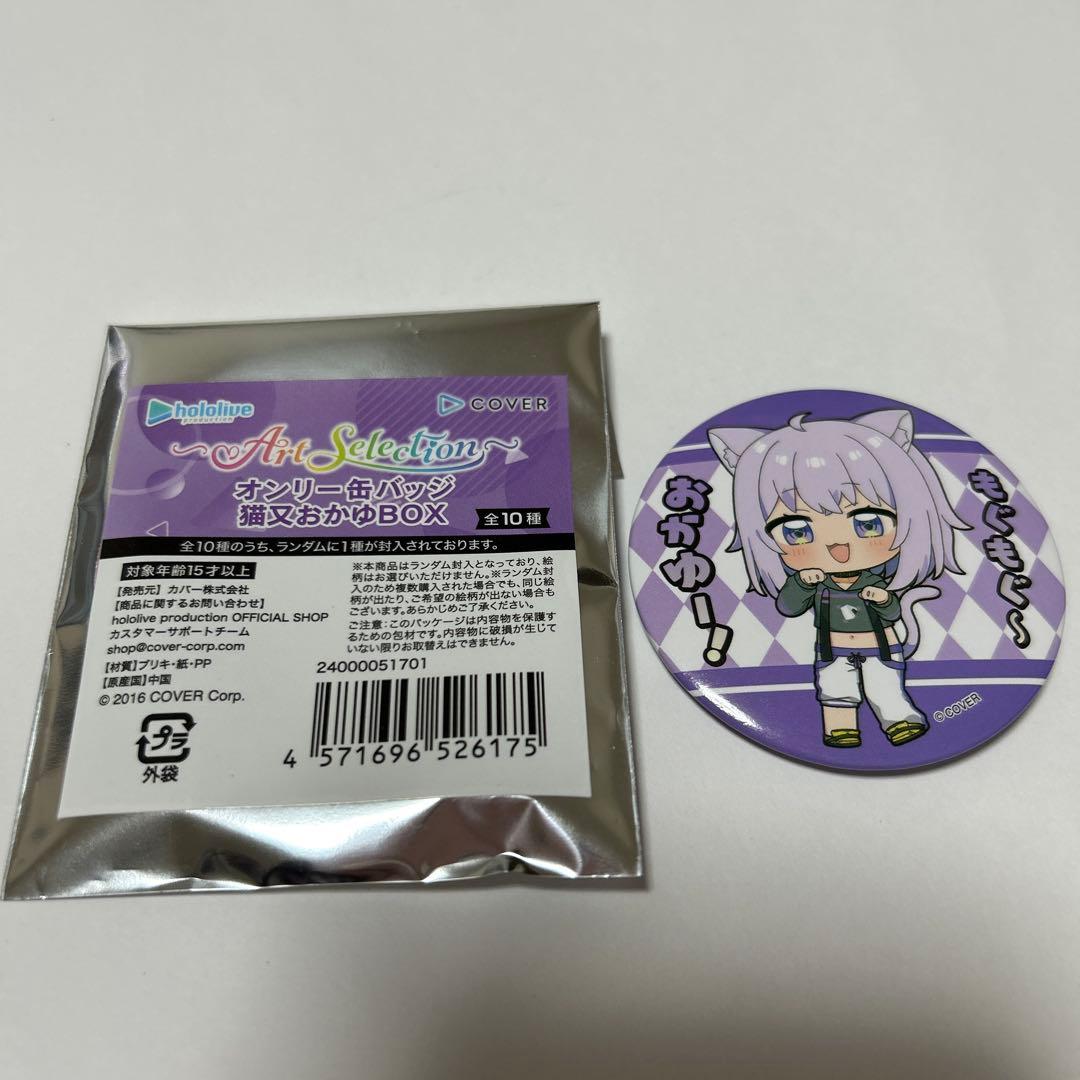 hololive
production
COVER
Art Selection
オンリー缶バッジ
猫又おかゆBOX
全10種
全10種のうち、ランダムに1種が封入されております。
対象年齢15才以上
【発売元】カバー株式会社
【商品に関するお問い合わせ】
hololive production OFFICIAL SHOP
カスタマーサポートチーム
shop@cover-corp.com
【材質】ブリキ・紙・PP
【原産国】中国
© 2016 COVER Corp.
プラ
外袋
※本商品はランダム封入となっており、絵
柄はお選びいただけません。※ランダム封
入のため複数購入された場合でも、同じ絵
柄が出たり、ご希望の絵柄が出ない場合も
ございます。あらかじめご了承ください。
ご注意:このパッケージは内容物を保護す
るための包材です。内容物に破損が生じて
いない限りお取替えはできません。
24000051701
4 571696 526175
もぐもぐ～
おかゆー!
©COVER